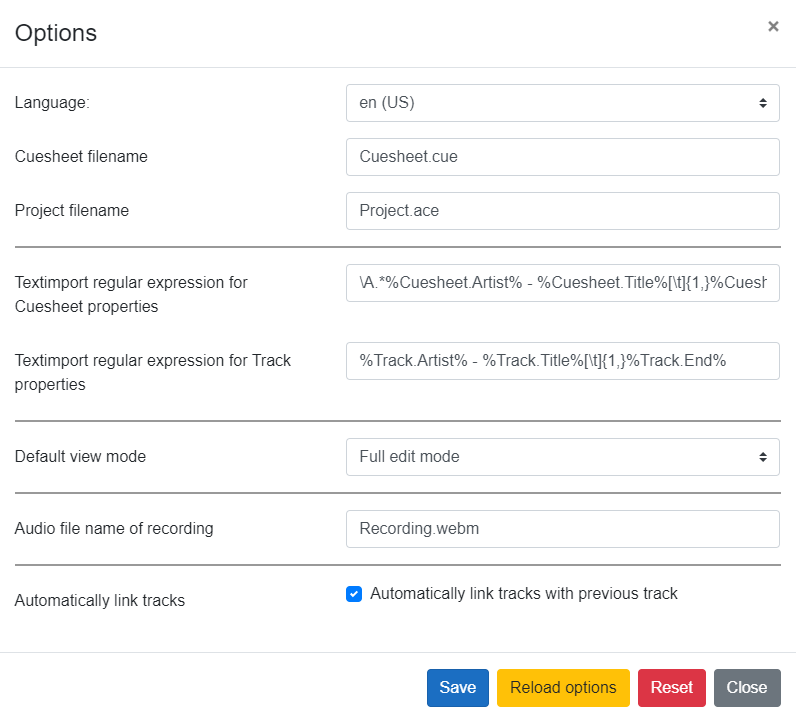 Options
×
Language:
en (US)
Cuesheet filename
Cuesheet.cue
Project filename
Project.ace
Textimport regular expression for
Cuesheet properties
\A.*%Cuesheet.Artist% - %Cuesheet.Title%[\t]{1,}%Cuesh
Textimport regular expression for Track
properties
%Track.Artist% - %Track.Title%[\t]{1,}%Track.End%
Default view mode
Full edit mode
Audio file name of recording
Recording.webm
Automatically link tracks
Automatically link tracks with previous track
Save
Reload options
Reset
Close